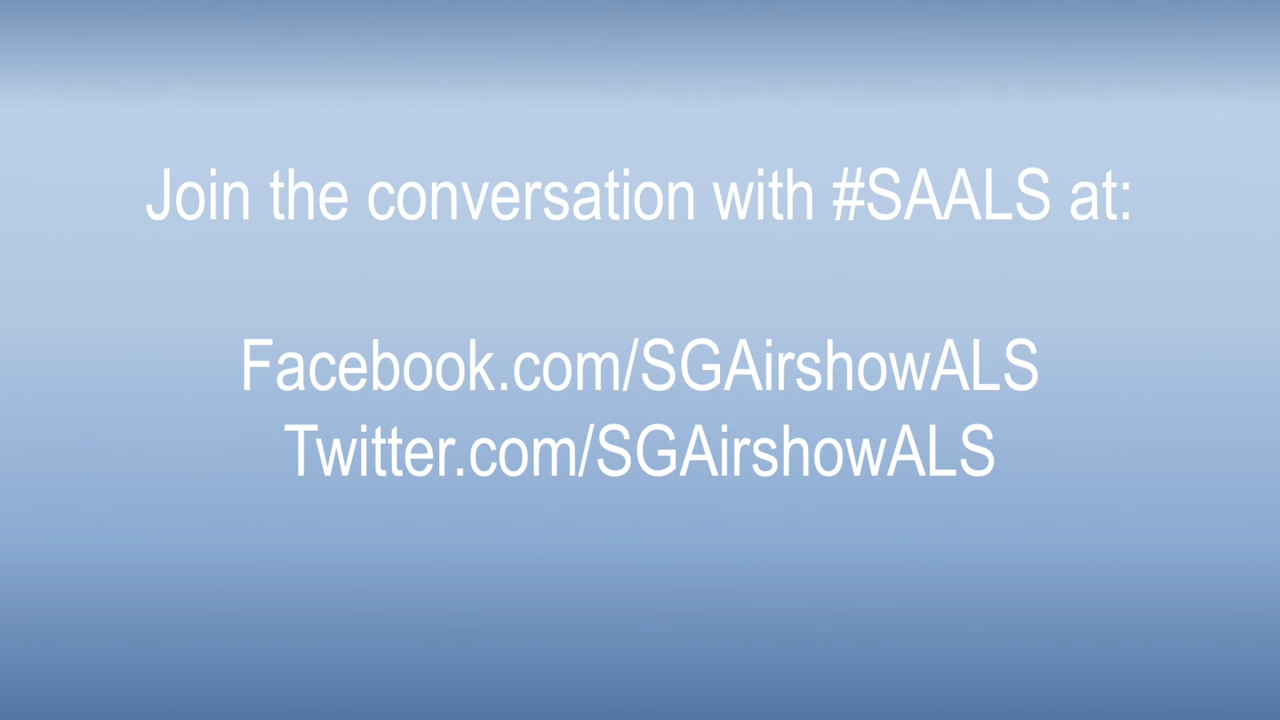 Join the conversation with #SAALS at:
Facebook.com/SGAirshowALS
Twitter.com/SGAirshowALS